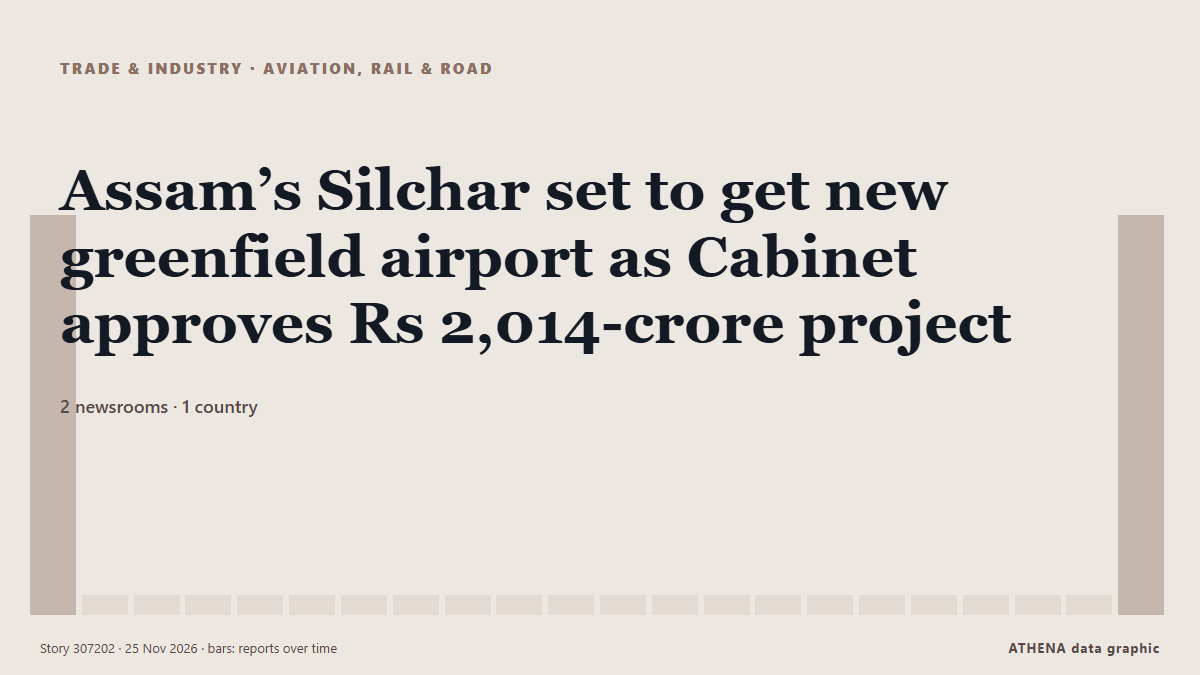 TRADE & INDUSTRY · AVIATION, RAIL & ROAD
Assam’s Silchar set to get new
greenfield airport as Cabinet
approves Rs 2,014-crore project
2 newsrooms · 1 country
Story 307202 · 25 Nov 2026 · bars: reports over time
ATHENA data graphic